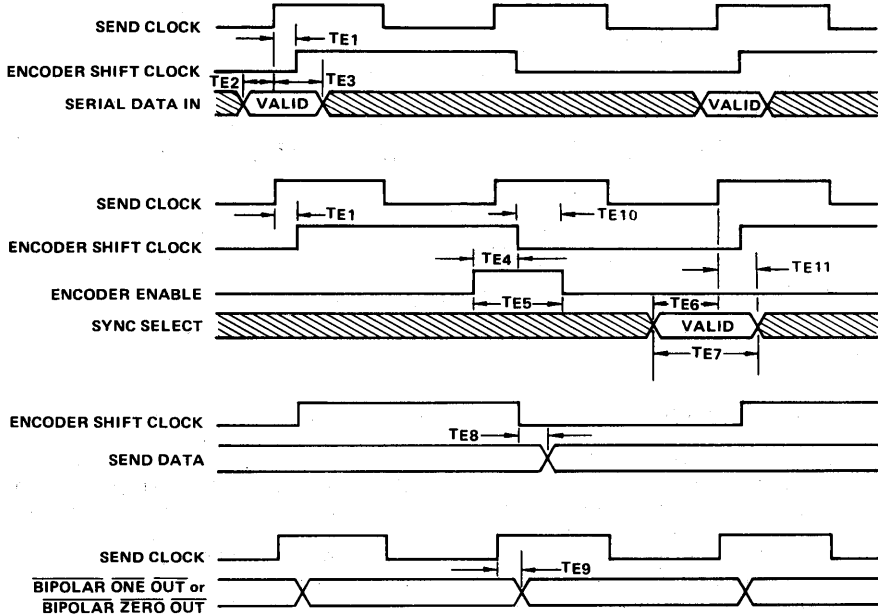 SEND CLOCK
TE1
ENCODER SHIFT CLOCK
TE2
TE3
SERIAL DATA IN
VALID
VALID
SEND CLOCK
TE1
TE10
ENCODER SHIFT CLOCK
TE4
TE11
ENCODER ENABLE
TE5
TE6
SYNC SELECT
VALID
TE7
ENCODER SHIFT CLOCK
TE8
SEND DATA
SEND CLOCK
TE9
BIPOLAR ONE OUT or
BIPOLAR ZERO OUT